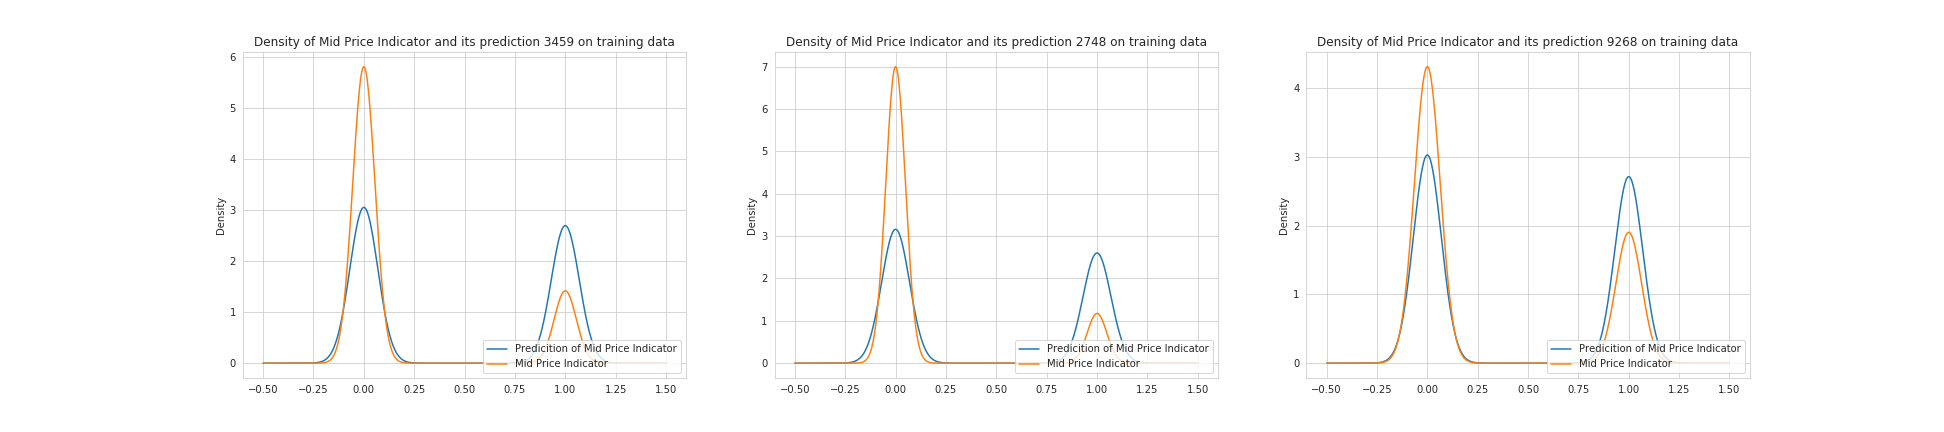 Density of Mid Price Indicator and its prediction 3459 on training data
6
5
4
3
2
1
0
Density
−0.50 −0.25 0.00 0.25 0.50 0.75 1.00 1.25 1.50
Predicition of Mid Price Indicator
Mid Price Indicator
Density of Mid Price Indicator and its prediction 2748 on training data
7
6
5
4
3
2
1
0
Density
−0.50 −0.25 0.00 0.25 0.50 0.75 1.00 1.25 1.50
Predicition of Mid Price Indicator
Mid Price Indicator
Density of Mid Price Indicator and its prediction 9268 on training data
4
3
2
1
0
Density
−0.50 −0.25 0.00 0.25 0.50 0.75 1.00 1.25 1.50
Predicition of Mid Price Indicator
Mid Price Indicator